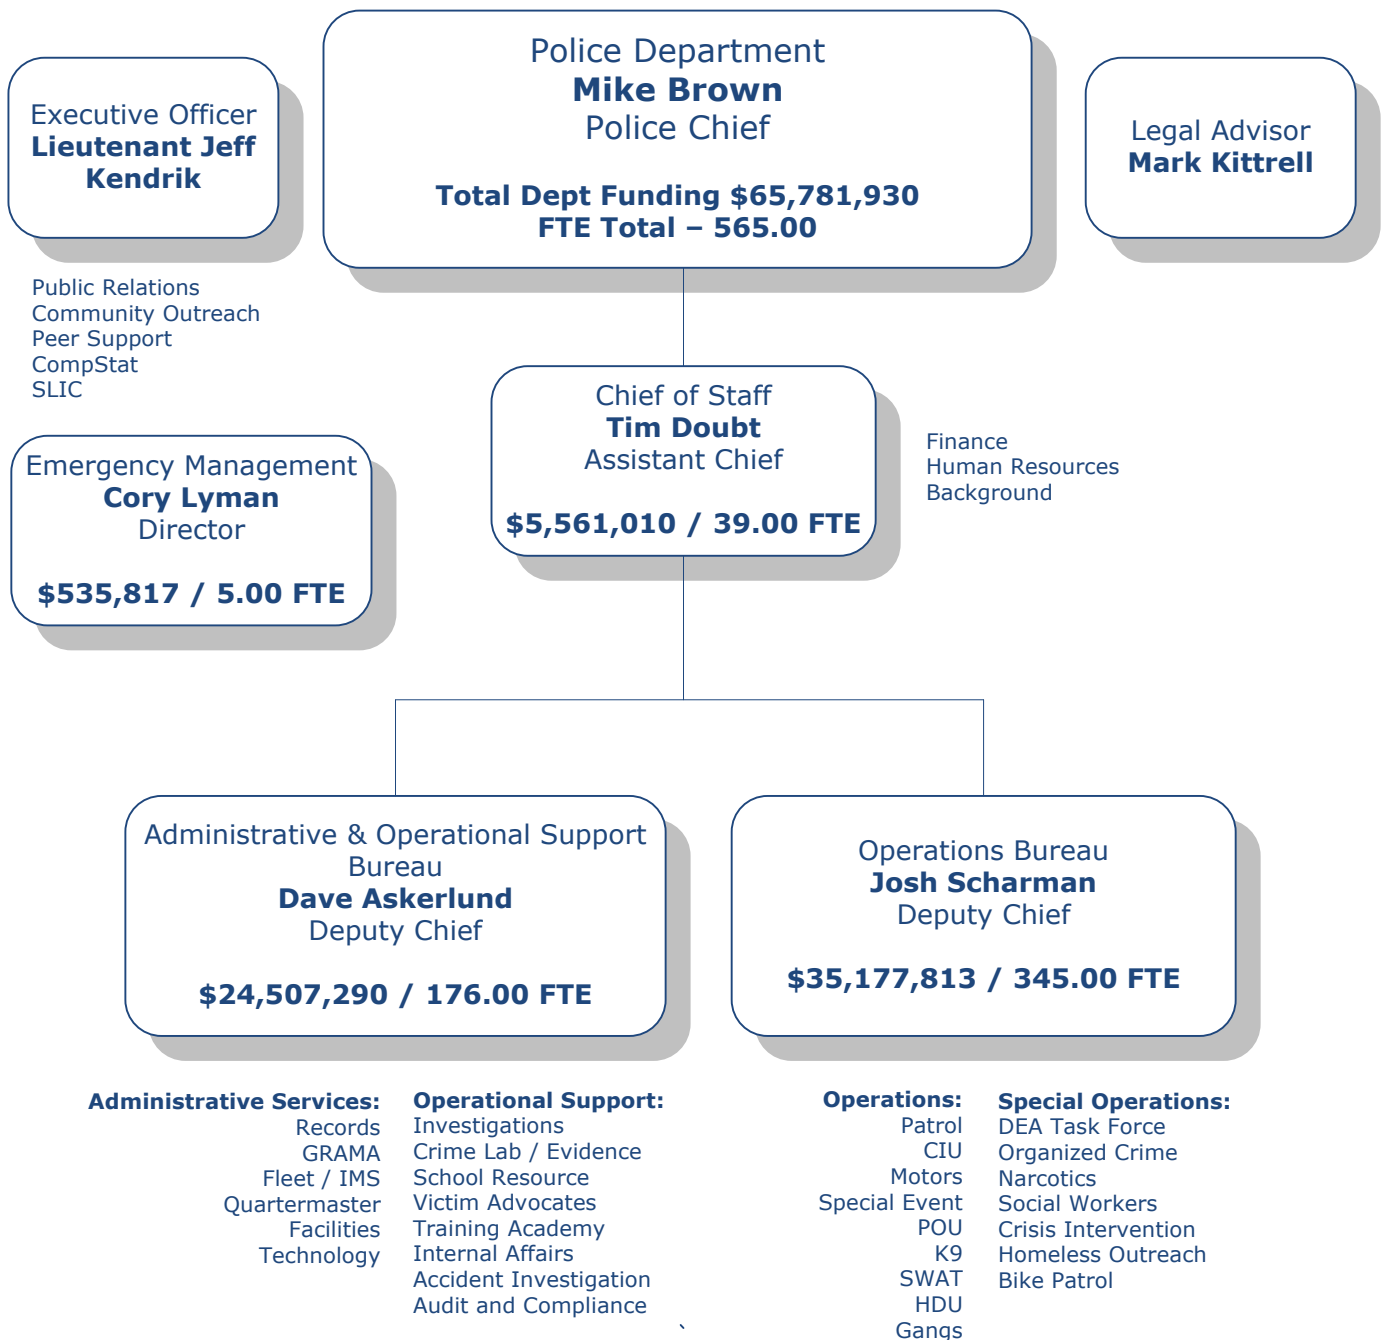 Police Department
Mike Brown
Police Chief
Total Dept Funding $65,781,930
FTE Total – 565.00
Executive Officer
Lieutenant Jeff
Kendrik
Public Relations
Community Outreach
Peer Support
CompStat
SLIC
Legal Advisor
Mark Kittrell
Chief of Staff
Tim Doubt
Assistant Chief
$5,561,010 / 39.00 FTE
Finance
Human Resources
Background
Emergency Management
Cory Lyman
Director
$535,817 / 5.00 FTE
Administrative & Operational Support
Bureau
Dave Askerlund
Deputy Chief
$24,507,290 / 176.00 FTE
Operations Bureau
Josh Scharman
Deputy Chief
$35,177,813 / 345.00 FTE
Administrative Services:
Records
GRAMA
Fleet / IMS
Quartermaster
Facilities
Technology
Operational Support:
Investigations
Crime Lab / Evidence
School Resource
Victim Advocates
Training Academy
Internal Affairs
Accident Investigation
Audit and Compliance
Operations:
Patrol
CIU
Motors
Special Event
POU
K9
SWAT
HDU
Gangs
Special Operations:
DEA Task Force
Organized Crime
Narcotics
Social Workers
Crisis Intervention
Homeless Outreach
Bike Patrol